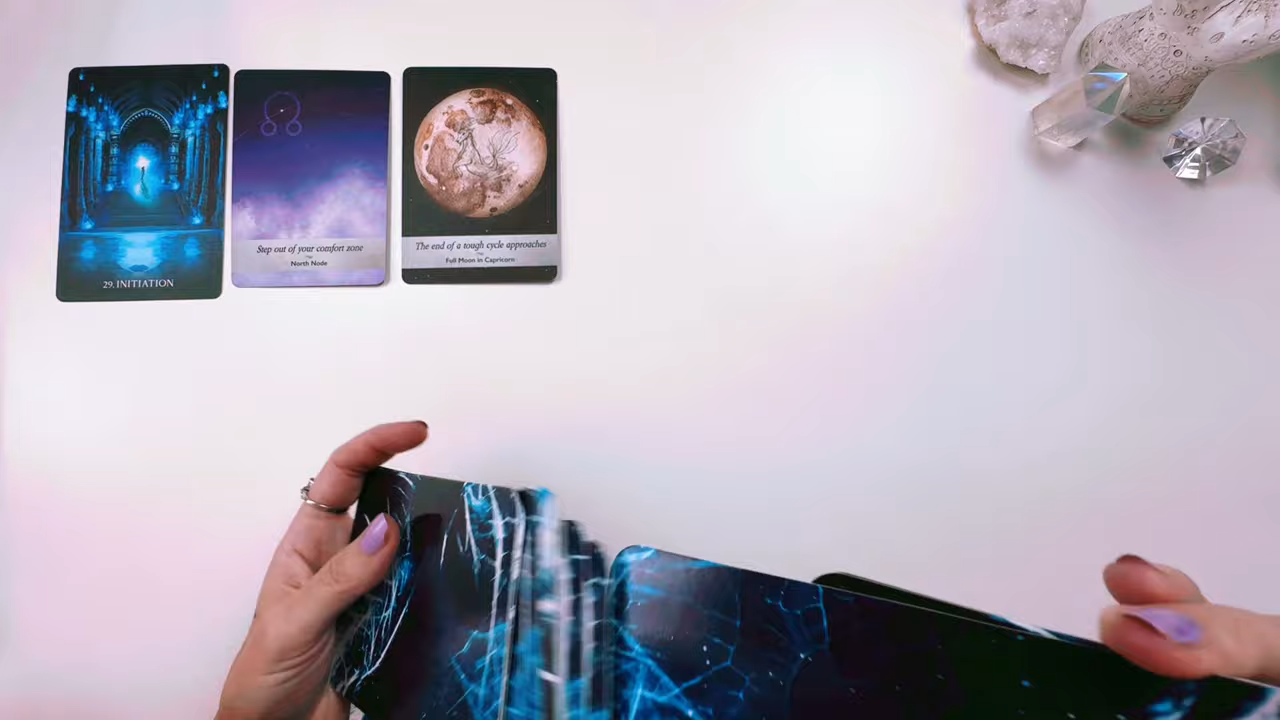 29. INITIATION
Step out of your comfort zone
North Node
The end of a tough cycle approaches
Full Moon in Capricorn